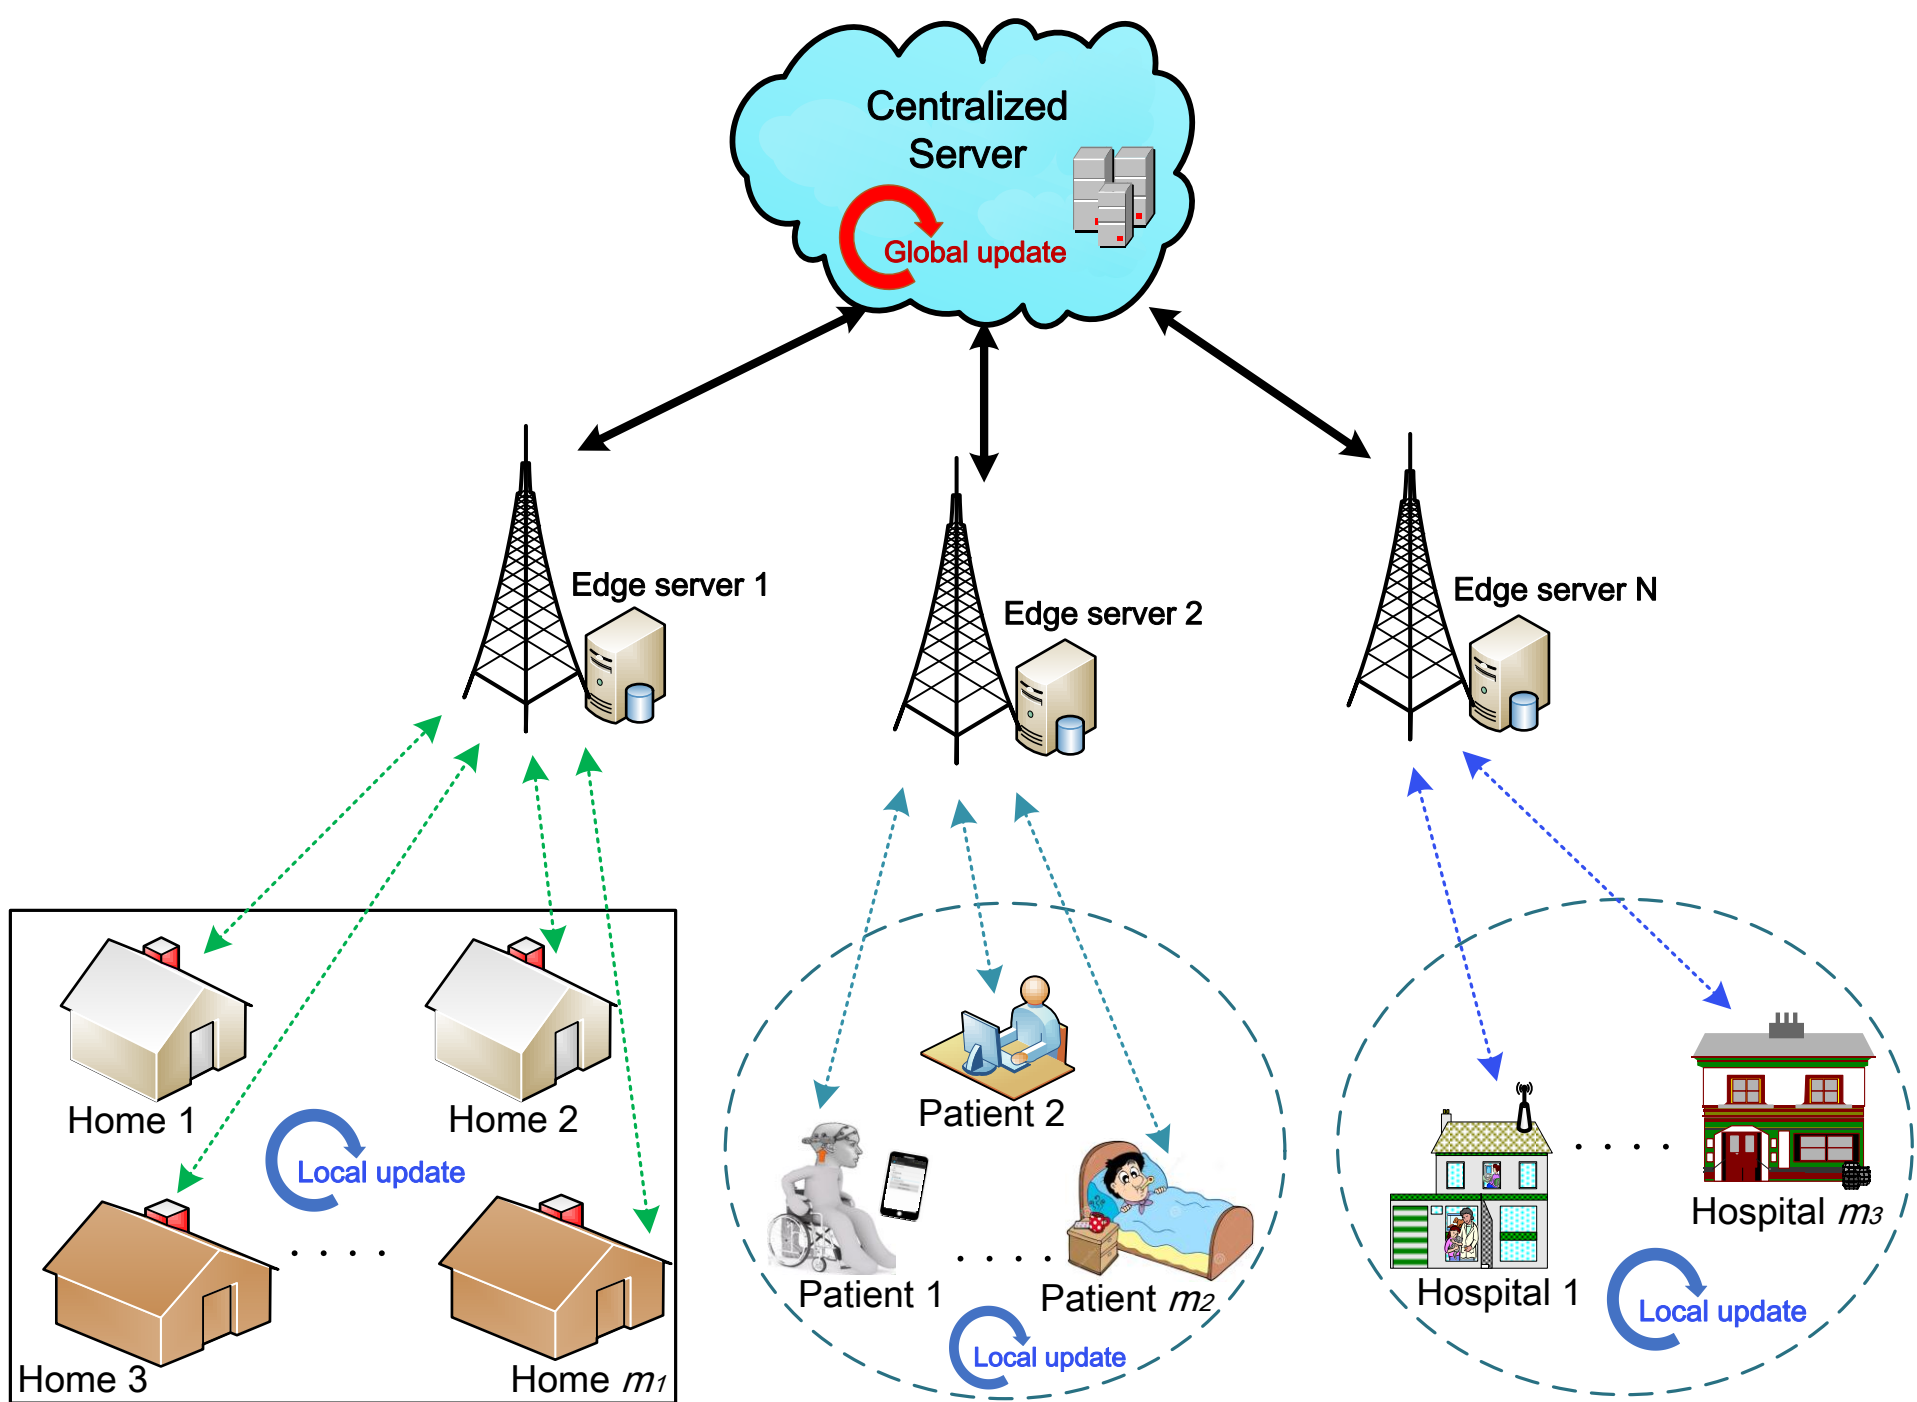 Centralized
Server
Global update
Edge server 1
Edge server 2
Edge server N
Home 1
Home 2
Local update
Home 3
. . . .
Home m1
Patient 2
Patient 1
. . . .
Patient m2
Local update
Hospital 1
. . . .
Hospital m3
Local update